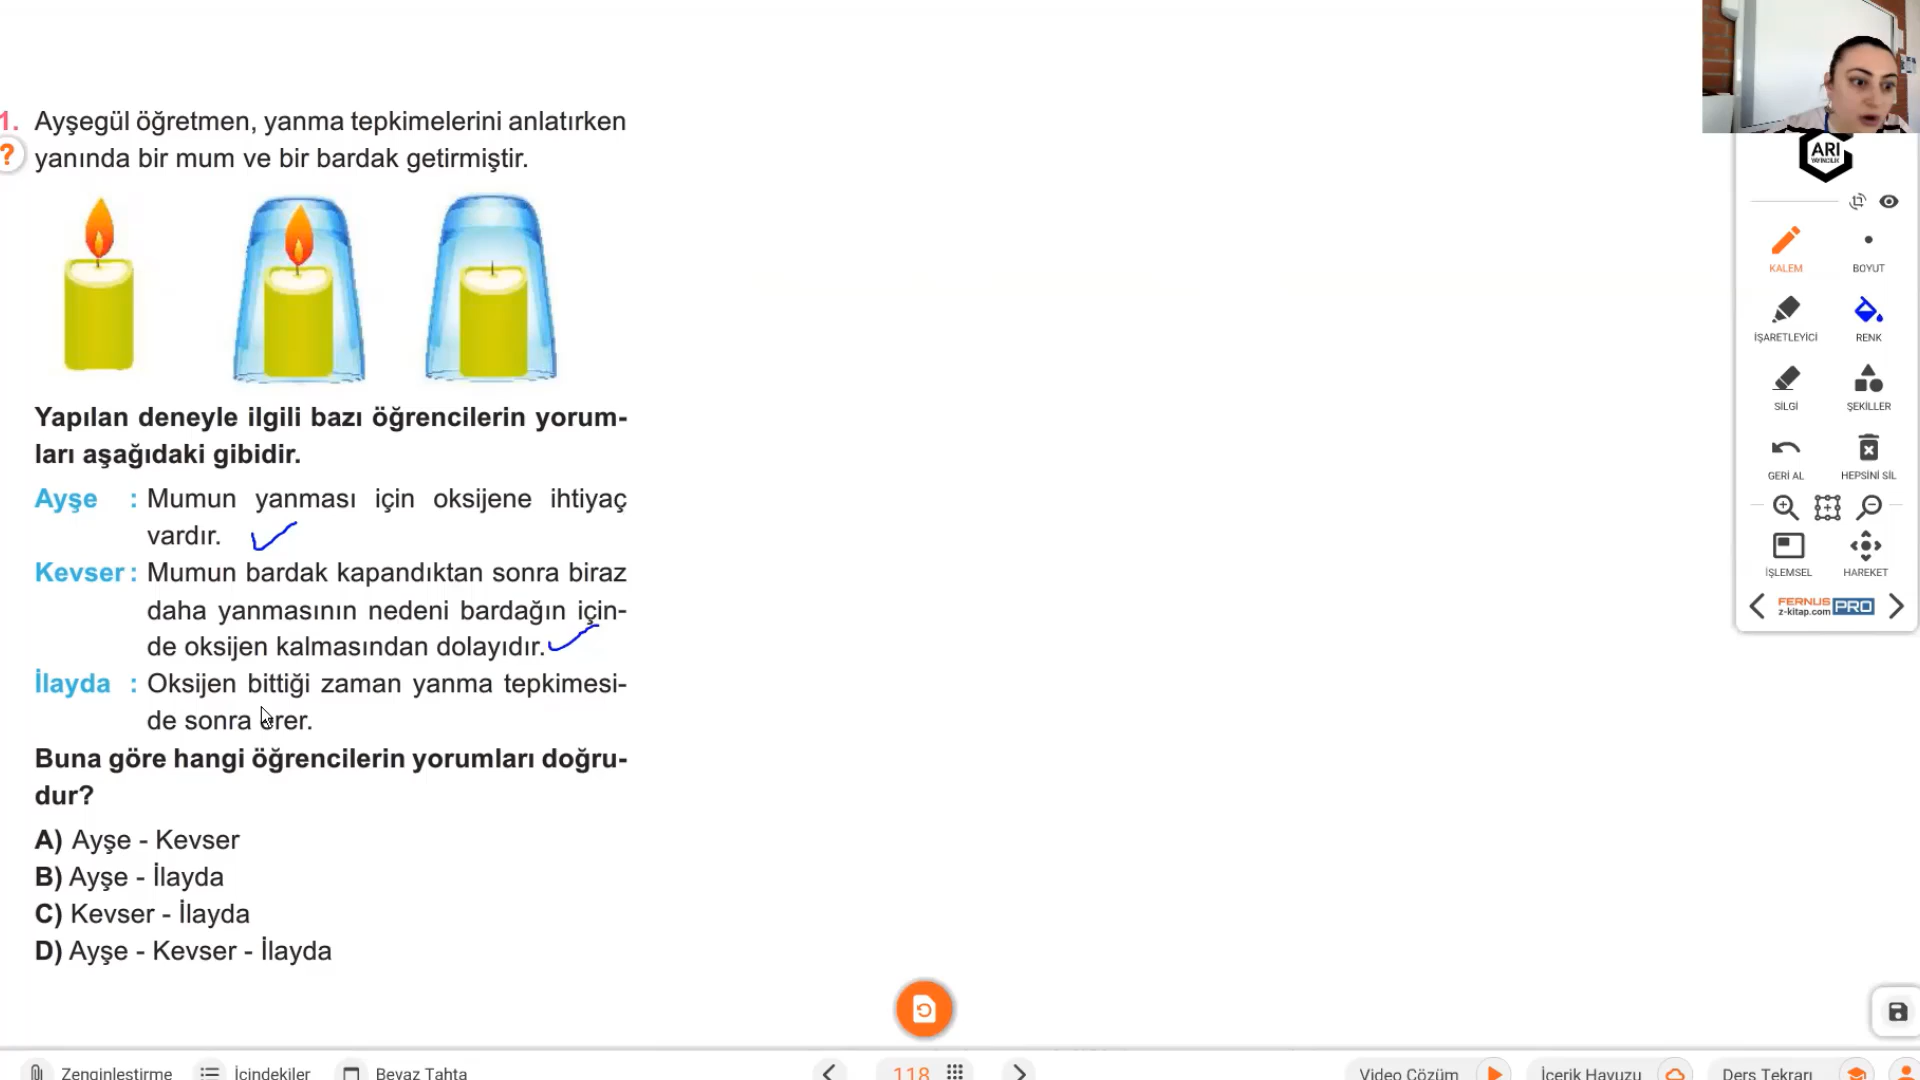 1. Ayşegül öğretmen, yanma tepkimelerini anlatırken
? yanında bir mum ve bir bardak getirmiştir.
Yapılan deneyle ilgili bazı öğrencilerin yorum-
ları aşağıdaki gibidir.
Ayşe : Mumun yanması için oksijene ihtiyaç
vardır.
Kevser : Mumun bardak kapandıktan sonra biraz
daha yanmasının nedeni bardağın için-
de oksijen kalmasından dolayıdır.
İlayda : Oksijen bittiği zaman yanma tepkimesi-
de sonra erer.
Buna göre hangi öğrencilerin yorumları doğru-
dur?
A) Ayşe - Kevser
B) Ayşe - İlayda
C) Kevser - İlayda
D) Ayşe - Kevser - İlayda
ARI
YAYINCILIK
KALEM
BOYUT
İŞARETLEYİCİ
RENK
SİLGİ
ŞEKİLLER
GERİ AL
HEPSİNİ SİL
İŞLEMSEL
HAREKET
FERNUS
z-kitap.com PRO
Zenginleştirme
İçindekiler
Beyaz Tahta
118
Video Çözüm
İçerik Havuzu
Ders Tekrarı